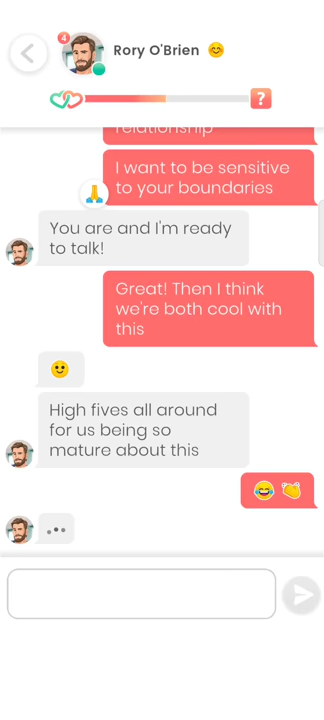 4
Rory O'Brien 😊
?
relationship
I want to be sensitive
to your boundaries
🙏
You are and I'm ready
to talk!
Great! Then I think
we're both cool with
this
🙂
High fives all around
for us being so
mature about this
😂 👏
...